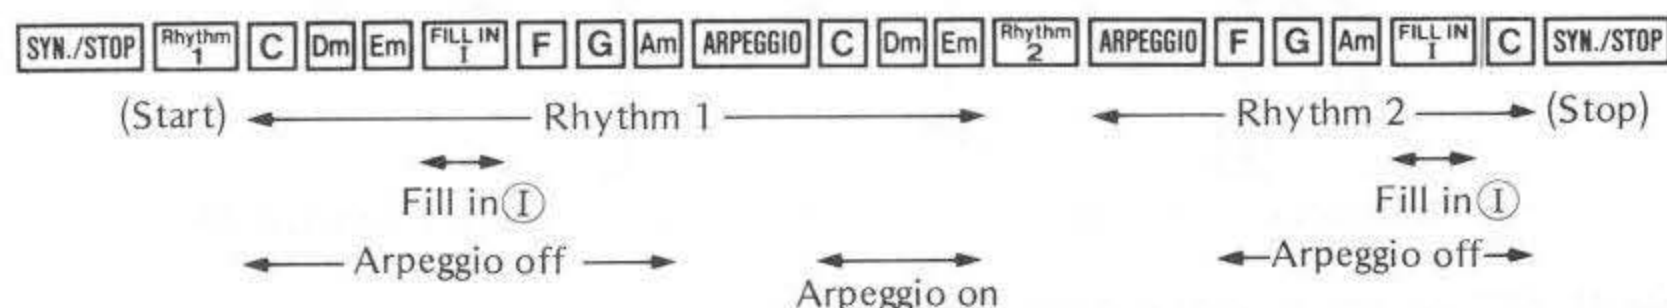 SYN./STOP Rhythm 1 C Dm Em FILL IN I F G Am ARPEGGIO C Dm Em Rhythm 2 ARPEGGIO F G Am FILL IN I C SYN./STOP
(Start) Rhythm 1 Rhythm 2 (Stop)
Fill in Ⓘ Fill in Ⓘ
Arpeggio off Arpeggio off
Arpeggio on